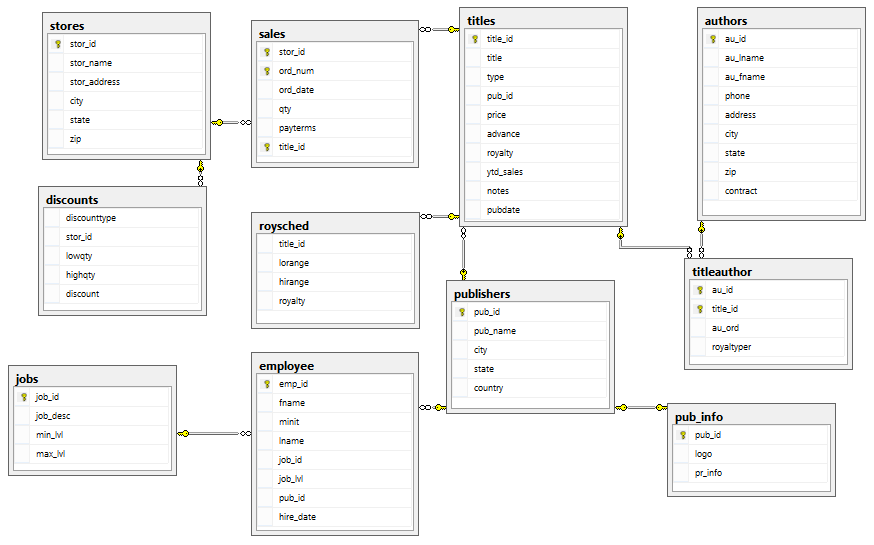 stores
stor_id
stor_name
stor_address
city
state
zip
sales
stor_id
ord_num
ord_date
qty
payterms
title_id
titles
title_id
title
type
pub_id
price
advance
royalty
ytd_sales
notes
pubdate
authors
au_id
au_lname
au_fname
phone
address
city
state
zip
contract
discounts
discounttype
stor_id
lowqty
highqty
discount
roysched
title_id
lorange
hirange
royalty
publishers
pub_id
pub_name
city
state
country
titleauthor
au_id
title_id
au_ord
royaltyper
jobs
job_id
job_desc
min_lvl
max_lvl
employee
emp_id
fname
minit
lname
job_id
job_lvl
pub_id
hire_date
pub_info
pub_id
logo
pr_info